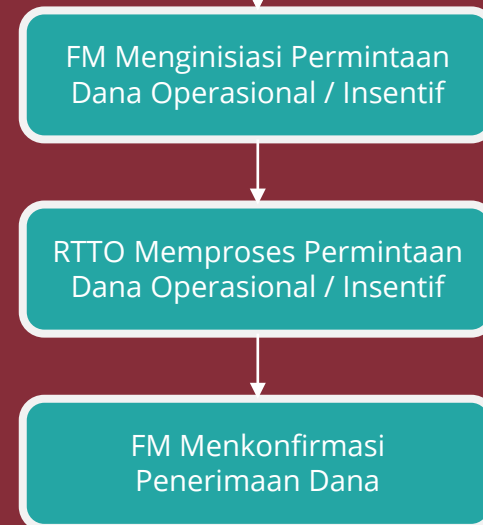 FM Menginisiasi Permintaan
Dana Operasional / Insentif
RTTO Memproses Permintaan
Dana Operasional / Insentif
FM Menkonfirmasi
Penerimaan Dana